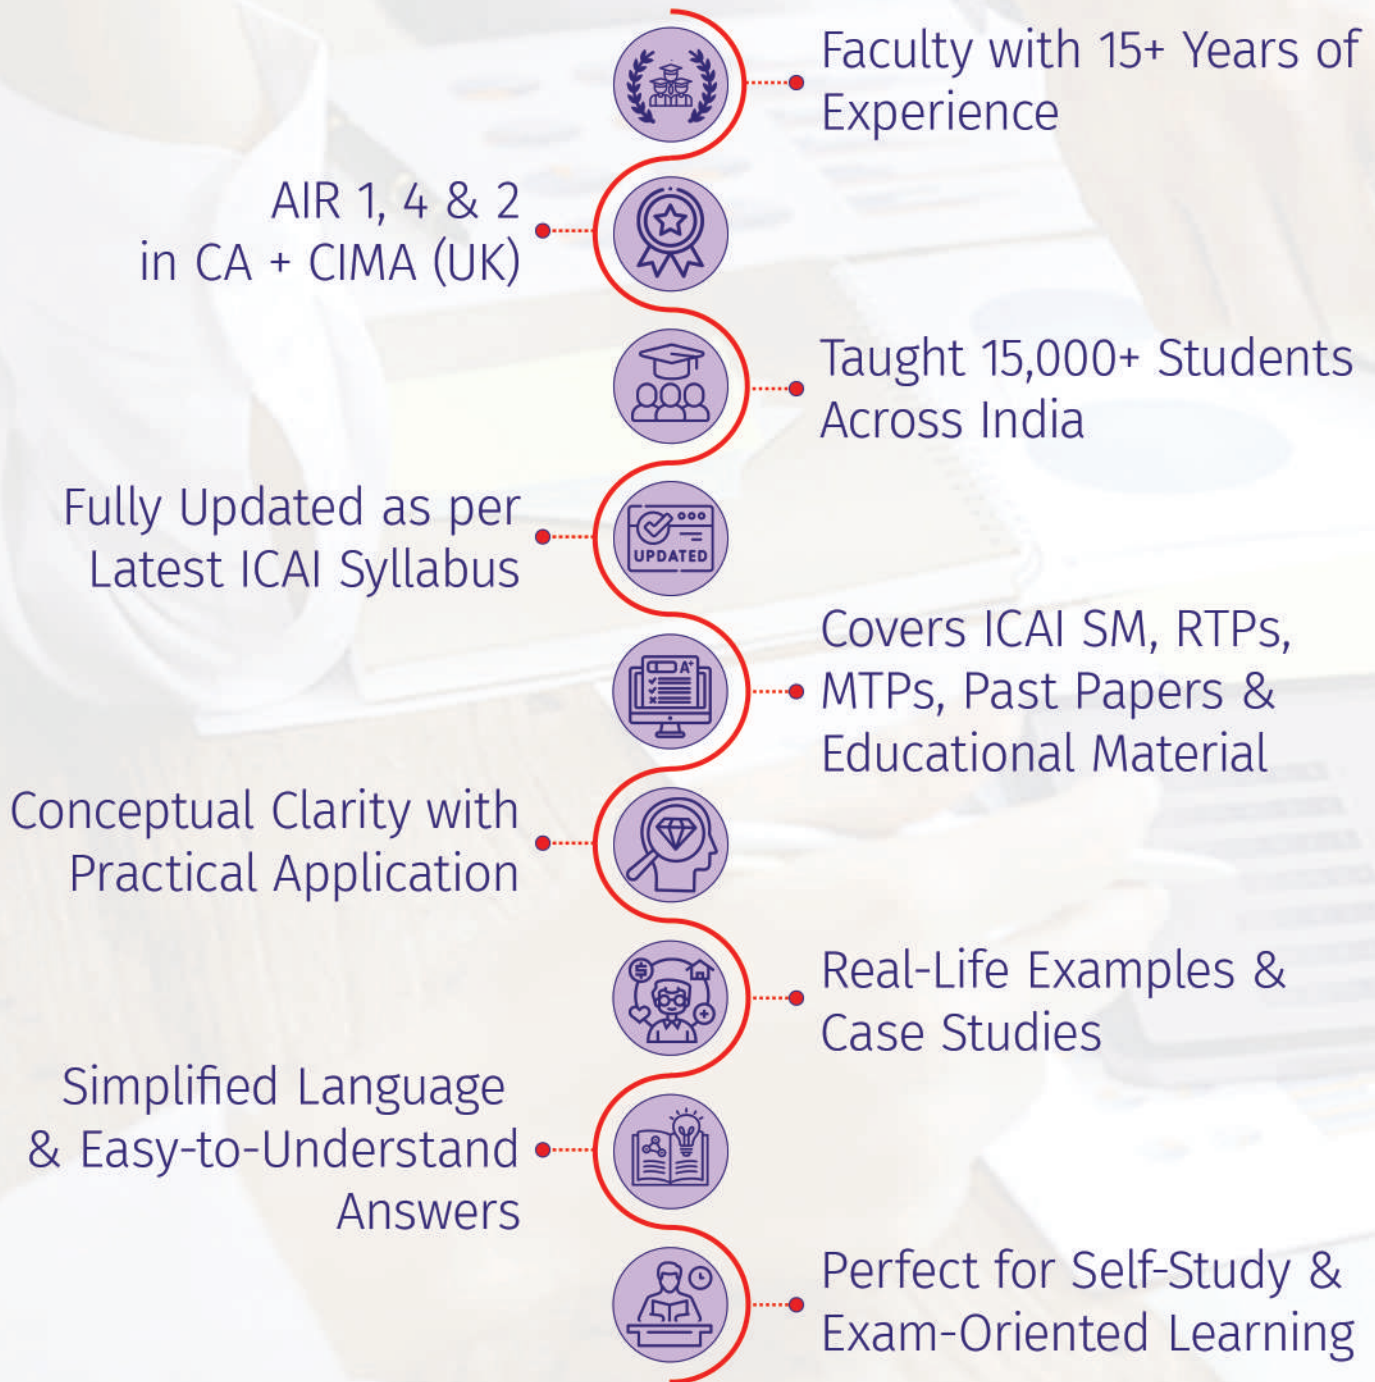 Faculty with 15+ Years of
Experience
AIR 1, 4 & 2
in CA + CIMA (UK)
Taught 15,000+ Students
Across India
Fully Updated as per
Latest ICAI Syllabus
UPDATED
Covers ICAI SM, RTPs,
MTPs, Past Papers &
Educational Material
A+
Conceptual Clarity with
Practical Application
Real-Life Examples &
Case Studies
Simplified Language
& Easy-to-Understand
Answers
Perfect for Self-Study &
Exam-Oriented Learning